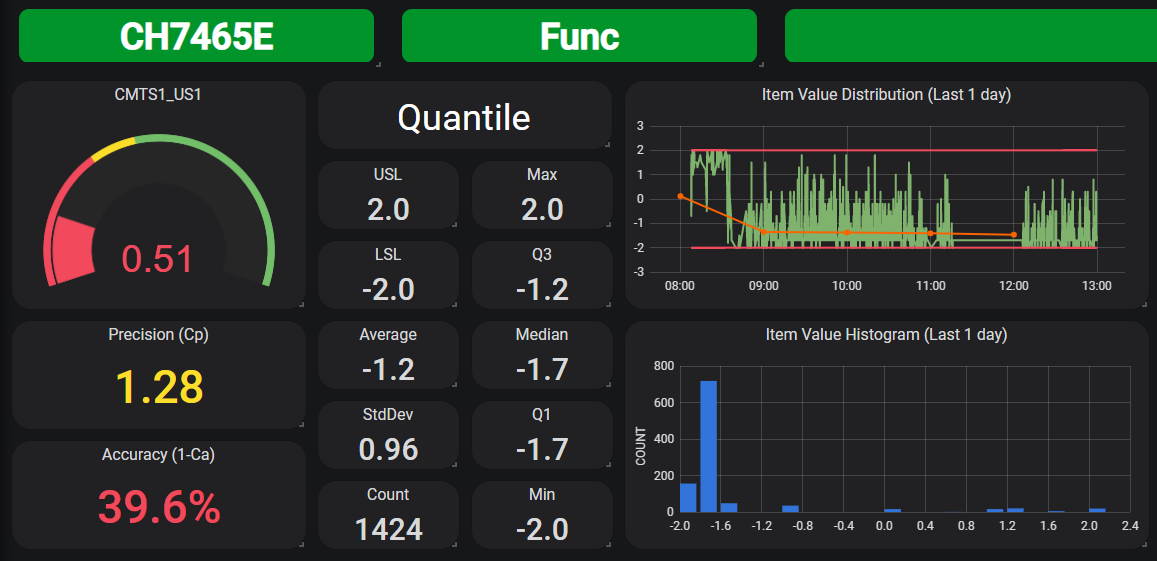 CH7465E
Func
CMTS1_US1
0.51
Precision (Cp)
1.28
Accuracy (1-Ca)
39.6%
Quantile
USL
2.0
Max
2.0
LSL
-2.0
Q3
-1.2
Average
-1.2
Median
-1.7
StdDev
0.96
Q1
-1.7
Count
1424
Min
-2.0
Item Value Distribution (Last 1 day)
3
2
1
0
-1
-2
-3
08:00 09:00 10:00 11:00 12:00 13:00
Item Value Histogram (Last 1 day)
COUNT
800
600
400
200
0
-2.0 -1.6 -1.2 -0.8 -0.4 0.0 0.4 0.8 1.2 1.6 2.0 2.4